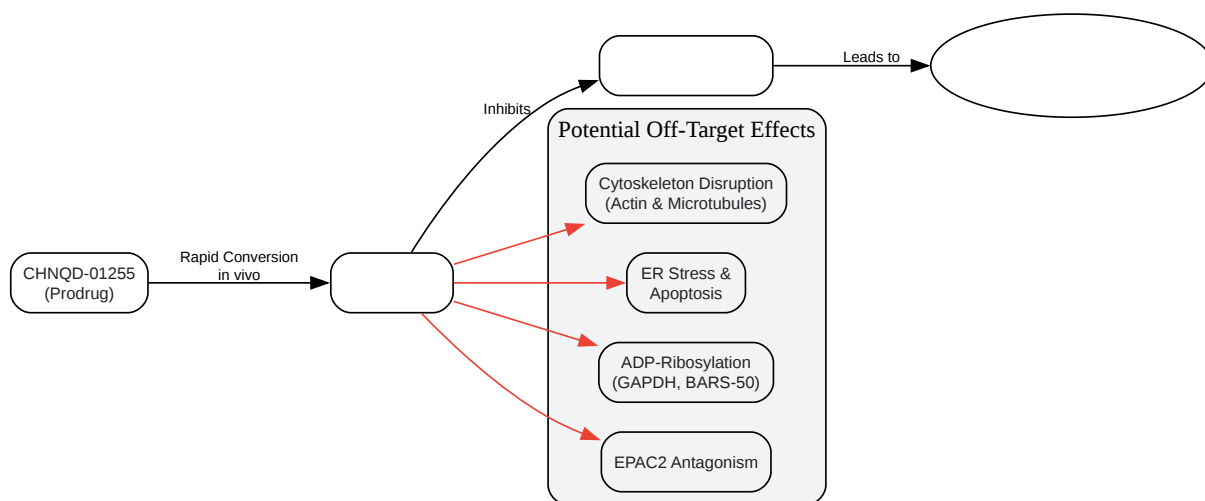 Leads to
Inhibits
Potential Off-Target Effects
Cytoskeleton Disruption
(Actin & Microtubules)
Rapid Conversion
in vivo
CHNQD-01255
(Prodrug)
ER Stress &
Apoptosis
ADP-Ribosylation
(GAPDH, BARS-50)
EPAC2 Antagonism